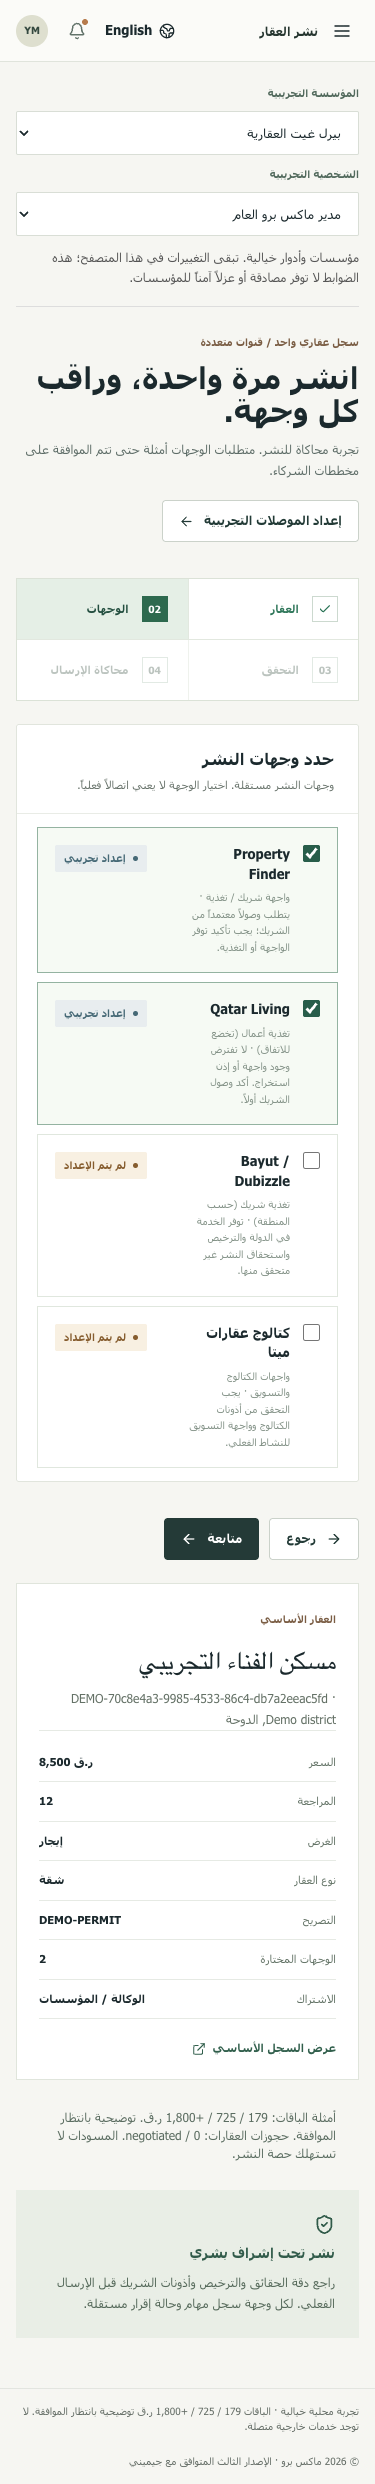 نشر العقار
English
YM
المؤسسة التجريبية
بيرل غيت العقارية
الشخصية التجريبية
مدير ماكس برو العام
مؤسسات وأدوار خيالية. تبقى التغييرات في هذا المتصفح؛ هذه
الضوابط لا توفر مصادقة أو عزلاً آمناً للمؤسسات.
سجل عقاري واحد / قنوات متعددة
انشر مرة واحدة، وراقب
كل وجهة.
تجربة محاكاة للنشر. متطلبات الوجهات أمثلة حتى تتم الموافقة على
مخططات الشركاء.
إعداد الموصلات التجريبية
العقار
02 الوجهات
03 التحقق
04 محاكاة الإرسال
حدد وجهات النشر
وجهات النشر مستقلة. اختيار الوجهة لا يعني اتصالاً فعلياً.
Property
Finder
إعداد تجريبي
واجهة شريك / تغذية ·
يتطلب وصولاً معتمداً من
الشريك؛ يجب تأكيد توفر
الواجهة أو التغذية.
Qatar Living
إعداد تجريبي
تغذية أعمال (تخضع
للاتفاق) · لا تفترض
وجود واجهة أو إذن
استخراج. أكد وصول
الشريك أولاً.
Bayut /
Dubizzle
لم يتم الإعداد
تغذية شريك (حسب
المنطقة) · توفر الخدمة
في الدولة والترخيص
واستحقاق النشر غير
متحقق منها.
كتالوج عقارات
ميتا
لم يتم الإعداد
واجهات الكتالوج
والتسويق · يجب
التحقق من أذونات
الكتالوج وواجهة التسويق
للنشاط الفعلي.
رجوع
متابعة
العقار الأساسي
مسكن الفناء التجريبي
DEMO-70c8e4a3-9985-4533-86c4-db7a2eeac5fd ·
Demo district, الدوحة
السعر ر.ق 8,500
المراجعة 12
الغرض إيجار
نوع العقار شقة
التصريح DEMO-PERMIT
الوجهات المختارة 2
الاشتراك الوكالة / المؤسسات
عرض السجل الأساسي
أمثلة الباقات: 179 / 725 / +1,800 ر.ق. توضيحية بانتظار
الموافقة. حجوزات العقارات: 0 / negotiated. المسودات لا
تستهلك حصة النشر.
نشر تحت إشراف بشري
راجع دقة الحقائق والترخيص وأذونات الشريك قبل الإرسال
الفعلي. لكل وجهة سجل مهام وحالة إقرار مستقلة.
تجربة محلية خيالية · الباقات 179 / 725 / +1,800 ر.ق توضيحية بانتظار الموافقة. لا
توجد خدمات خارجية متصلة.
© 2026 ماكس برو · الإصدار الثالث المتوافق مع جيميني